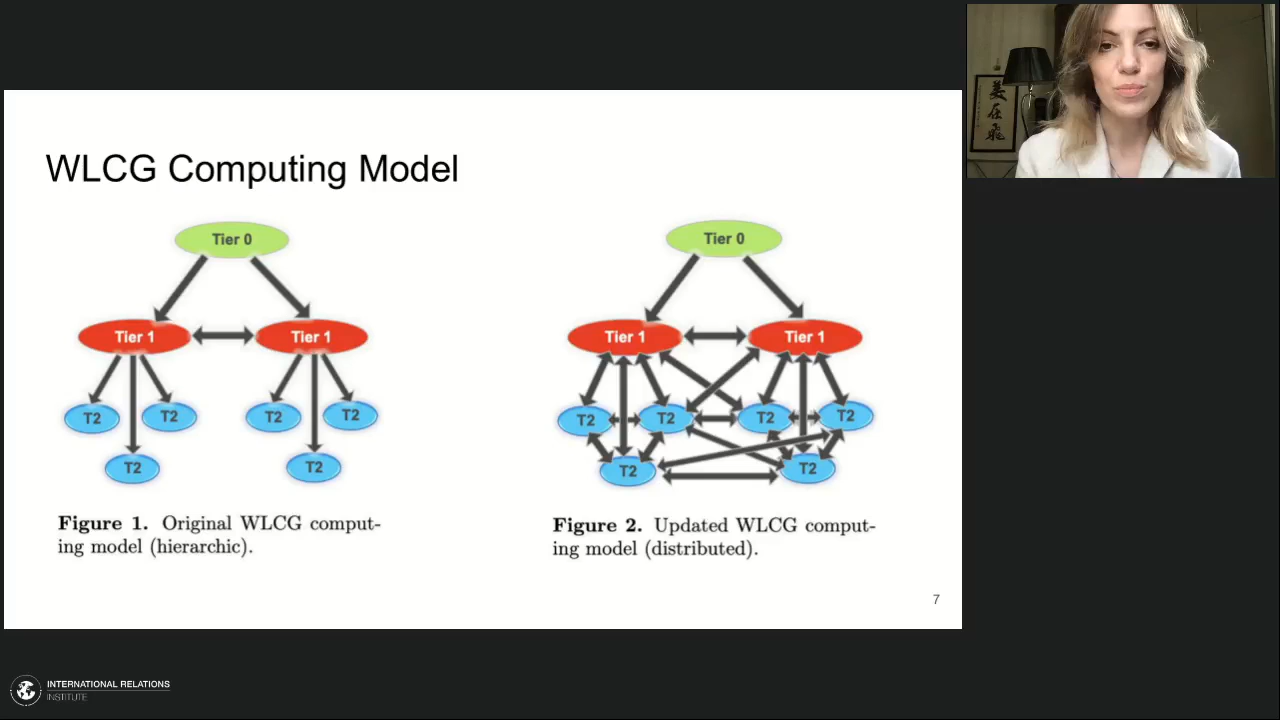 WLCG Computing Model
Tier 0
Tier 1
Tier 1
T2
T2
T2
T2
T2
T2
Figure 1. Original WLCG comput-
ing model (hierarchic).
Tier 0
Tier 1
Tier 1
T2
T2
T2
T2
T2
T2
Figure 2. Updated WLCG comput-
ing model (distributed).
7
INTERNATIONAL RELATIONS
INSTITUTE